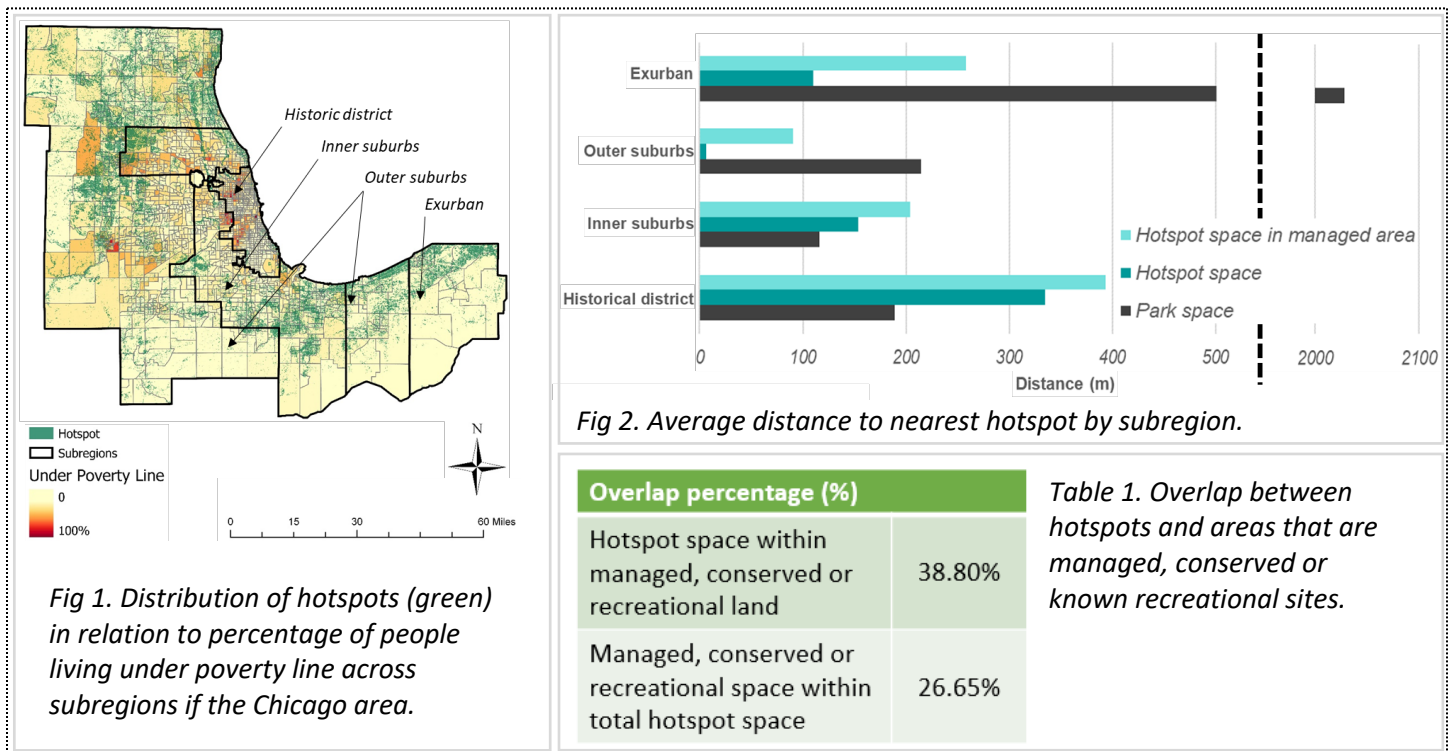 Historic district
Inner suburbs
Outer suburbs
Exurban
Hotspot
Subregions
Under Poverty Line
0
100%
N
0 15 30 60 Miles
Fig 1. Distribution of hotspots (green)
in relation to percentage of people
living under poverty line across
subregions if the Chicago area.
Exurban
Outer suburbs
Inner suburbs
Historical district
Hotspot space in managed area
Hotspot space
Park space
0 100 200 300 400 500 2000 2100
Distance (m)
Fig 2. Average distance to nearest hotspot by subregion.
Overlap percentage (%)
Hotspot space within
managed, conserved or
recreational land
38.80%
Managed, conserved or
recreational space within
total hotspot space
26.65%
Table 1. Overlap between
hotspots and areas that are
managed, conserved or
known recreational sites.